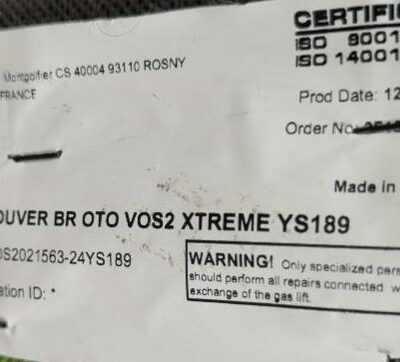 CERTIFI
ISO 9001
ISO 14001
Montgolfier CS 40004 93110 ROSNY
FRANCE
Prod Date: 12
Order No
Made in
OUVER BR OTO VOS2 XTREME YS189
OS2021563-24YS189
WARNING! Only specialized pers
should perform all repairs connected w
exchange of the gas lift.
ation ID: *